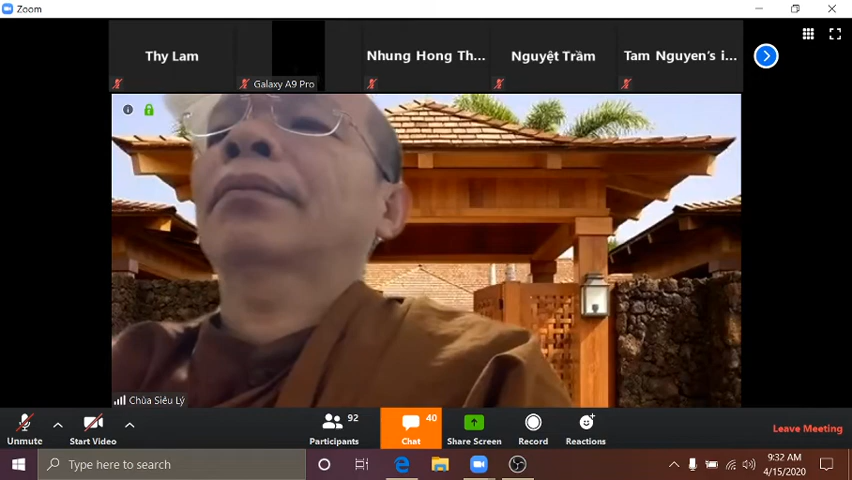 Zoom
Thy Lam
Galaxy A9 Pro
Nhung Hong Th...
Nguyệt Trầm
Tam Nguyen's i...
Chùa Siêu Lý
Unmute
Start Video
92
Participants
40
Chat
Share Screen
Record
Reactions
Leave Meeting
Type here to search
9:32 AM
4/15/2020